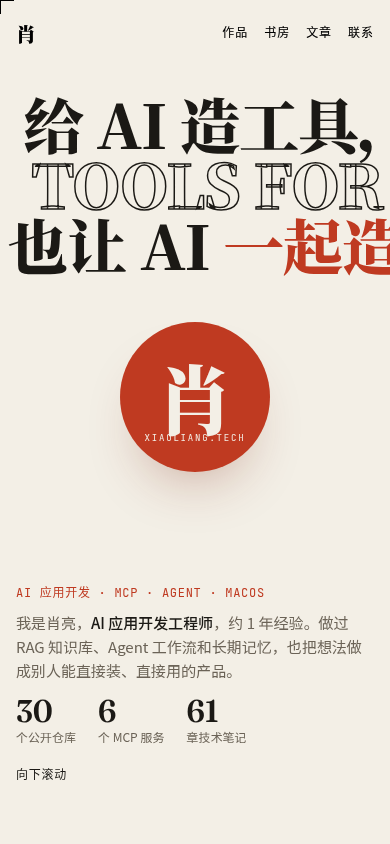 肖
作品 书房 文章 联系
给 AI 造工具,
TOOLS FOR
也让 AI 一起造
肖
XIAOLIANG.TECH
AI 应用开发 · MCP · AGENT · MACOS
我是肖亮，AI 应用开发工程师，约 1 年经验。做过
RAG 知识库、Agent 工作流和长期记忆，也把想法做
成别人能直接装、直接用的产品。
30 6 61
个公开仓库 个 MCP 服务 章技术笔记
向下滚动